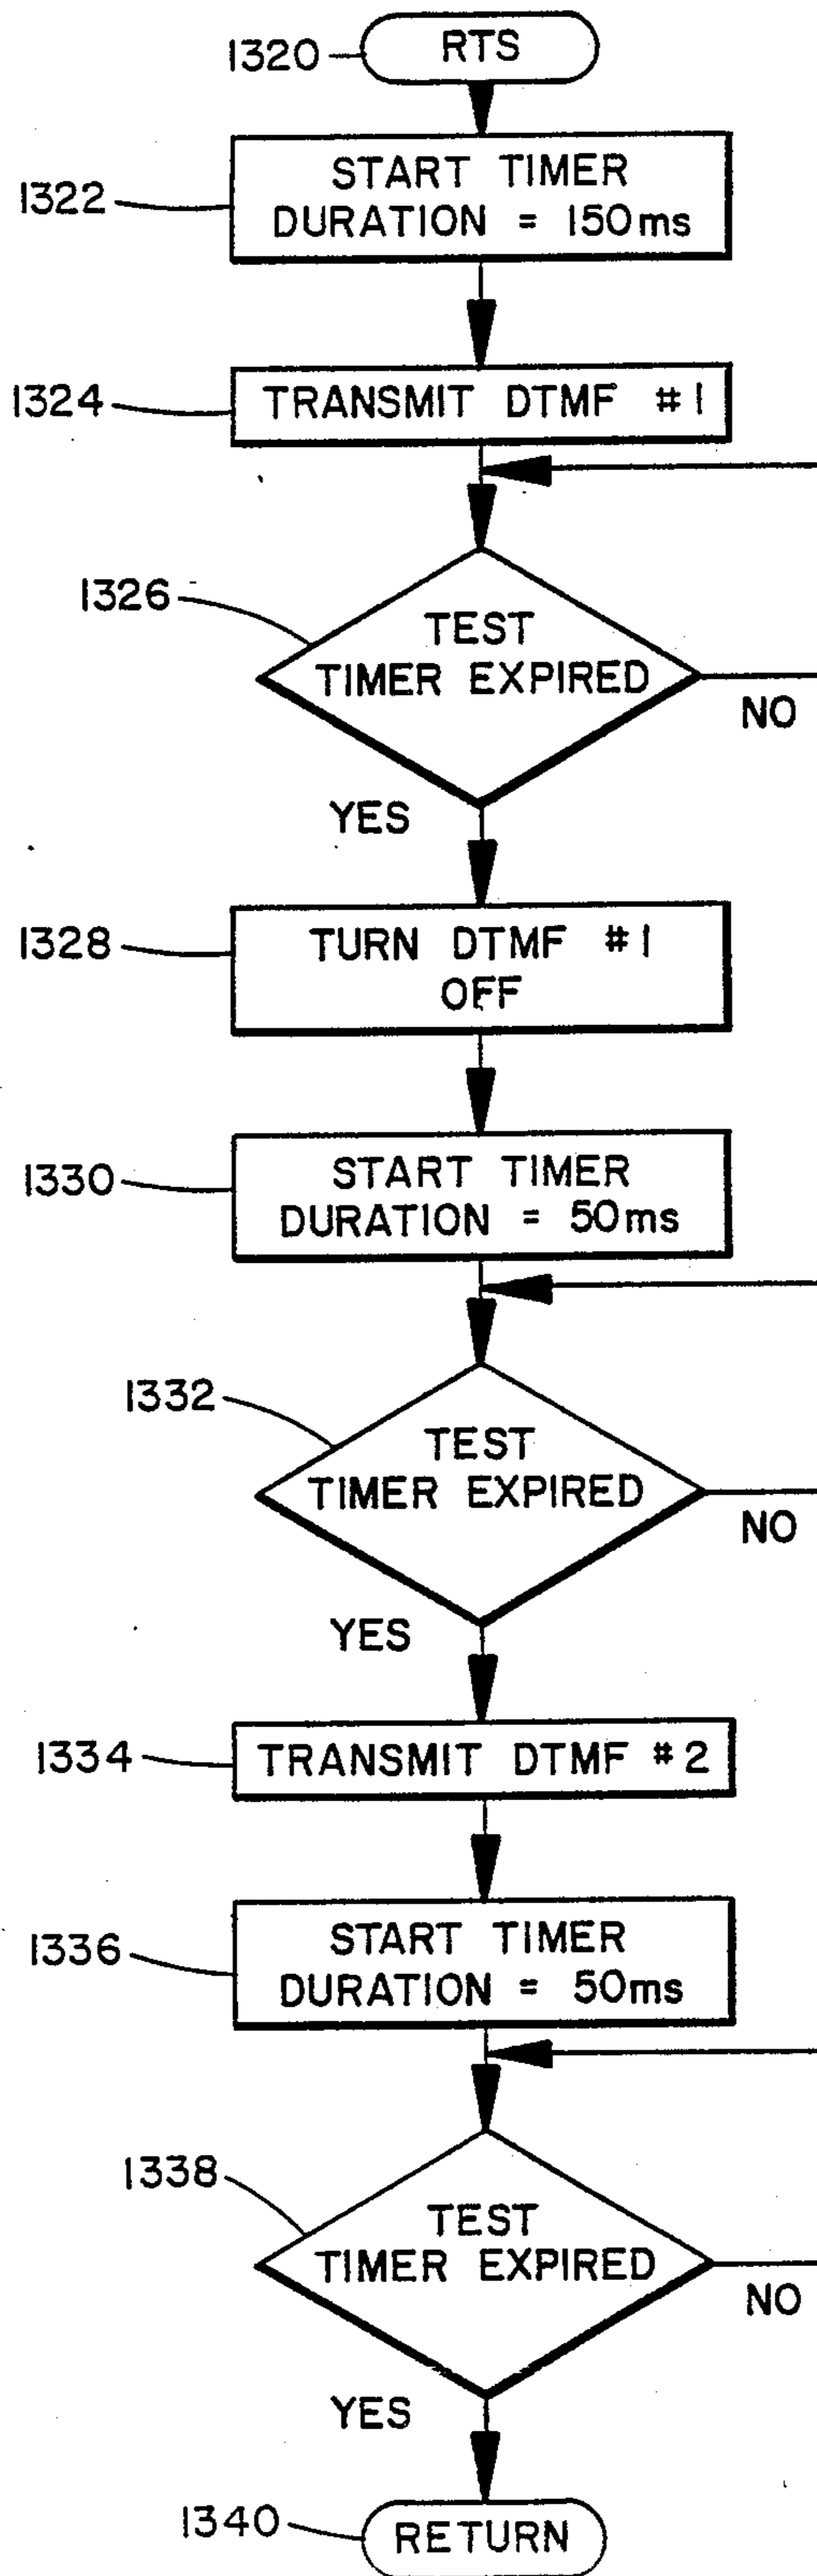 1320
RTS
1322
START TIMER
DURATION = 150ms
1324
TRANSMIT DTMF #1
1326
TEST
TIMER EXPIRED
NO
YES
1328
TURN DTMF #1
OFF
1330
START TIMER
DURATION = 50ms
1332
TEST
TIMER EXPIRED
NO
YES
1334
TRANSMIT DTMF #2
1336
START TIMER
DURATION = 50ms
1338
TEST
TIMER EXPIRED
NO
YES
1340
RETURN